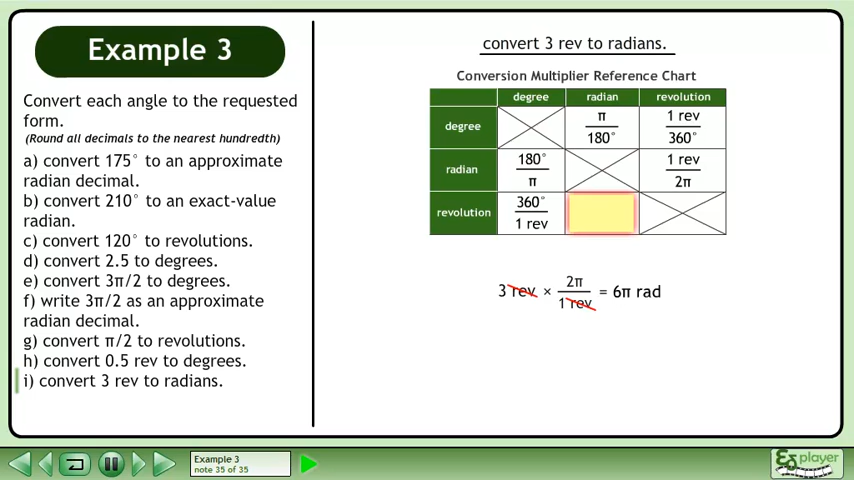 Example 3
Convert each angle to the requested
form.
(Round all decimals to the nearest hundredth)
a) convert 175° to an approximate
radian decimal.
b) convert 210° to an exact-value
radian.
c) convert 120° to revolutions.
d) convert 2.5 to degrees.
e) convert 3π/2 to degrees.
f) write 3π/2 as an approximate
radian decimal.
g) convert π/2 to revolutions.
h) convert 0.5 rev to degrees.
i) convert 3 rev to radians.
convert 3 rev to radians.
Conversion Multiplier Reference Chart
degree radian revolution
degree π/180° 1 rev/360°
radian 180°/π 1 rev/2π
revolution 360°/1 rev
3 rev × 2π/1 rev = 6π rad
Example 3
note 35 of 35
player